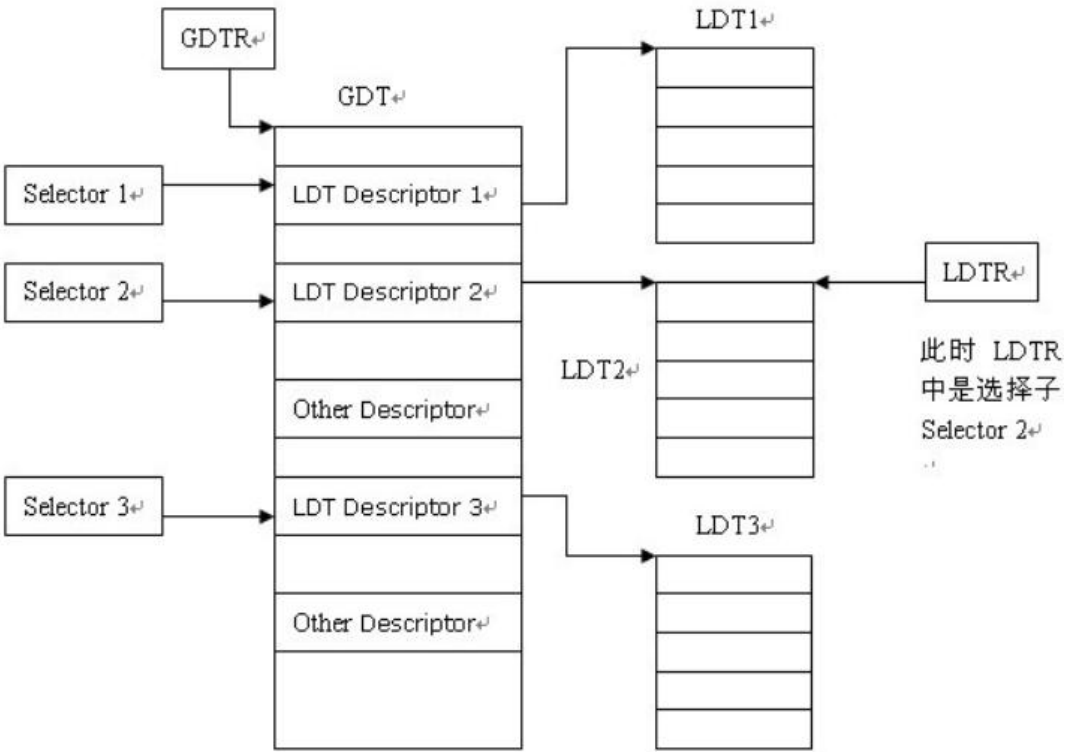 GDTR↵
LDT1↵
GDT↵
Selector 1↵
LDT Descriptor 1↵
Selector 2↵
LDT Descriptor 2↵
LDTR↵
LDT2↵
此时 LDTR
中是选择子
Selector 2↵
↵
Other Descriptor↵
Selector 3↵
LDT Descriptor 3↵
LDT3↵
Other Descriptor↵